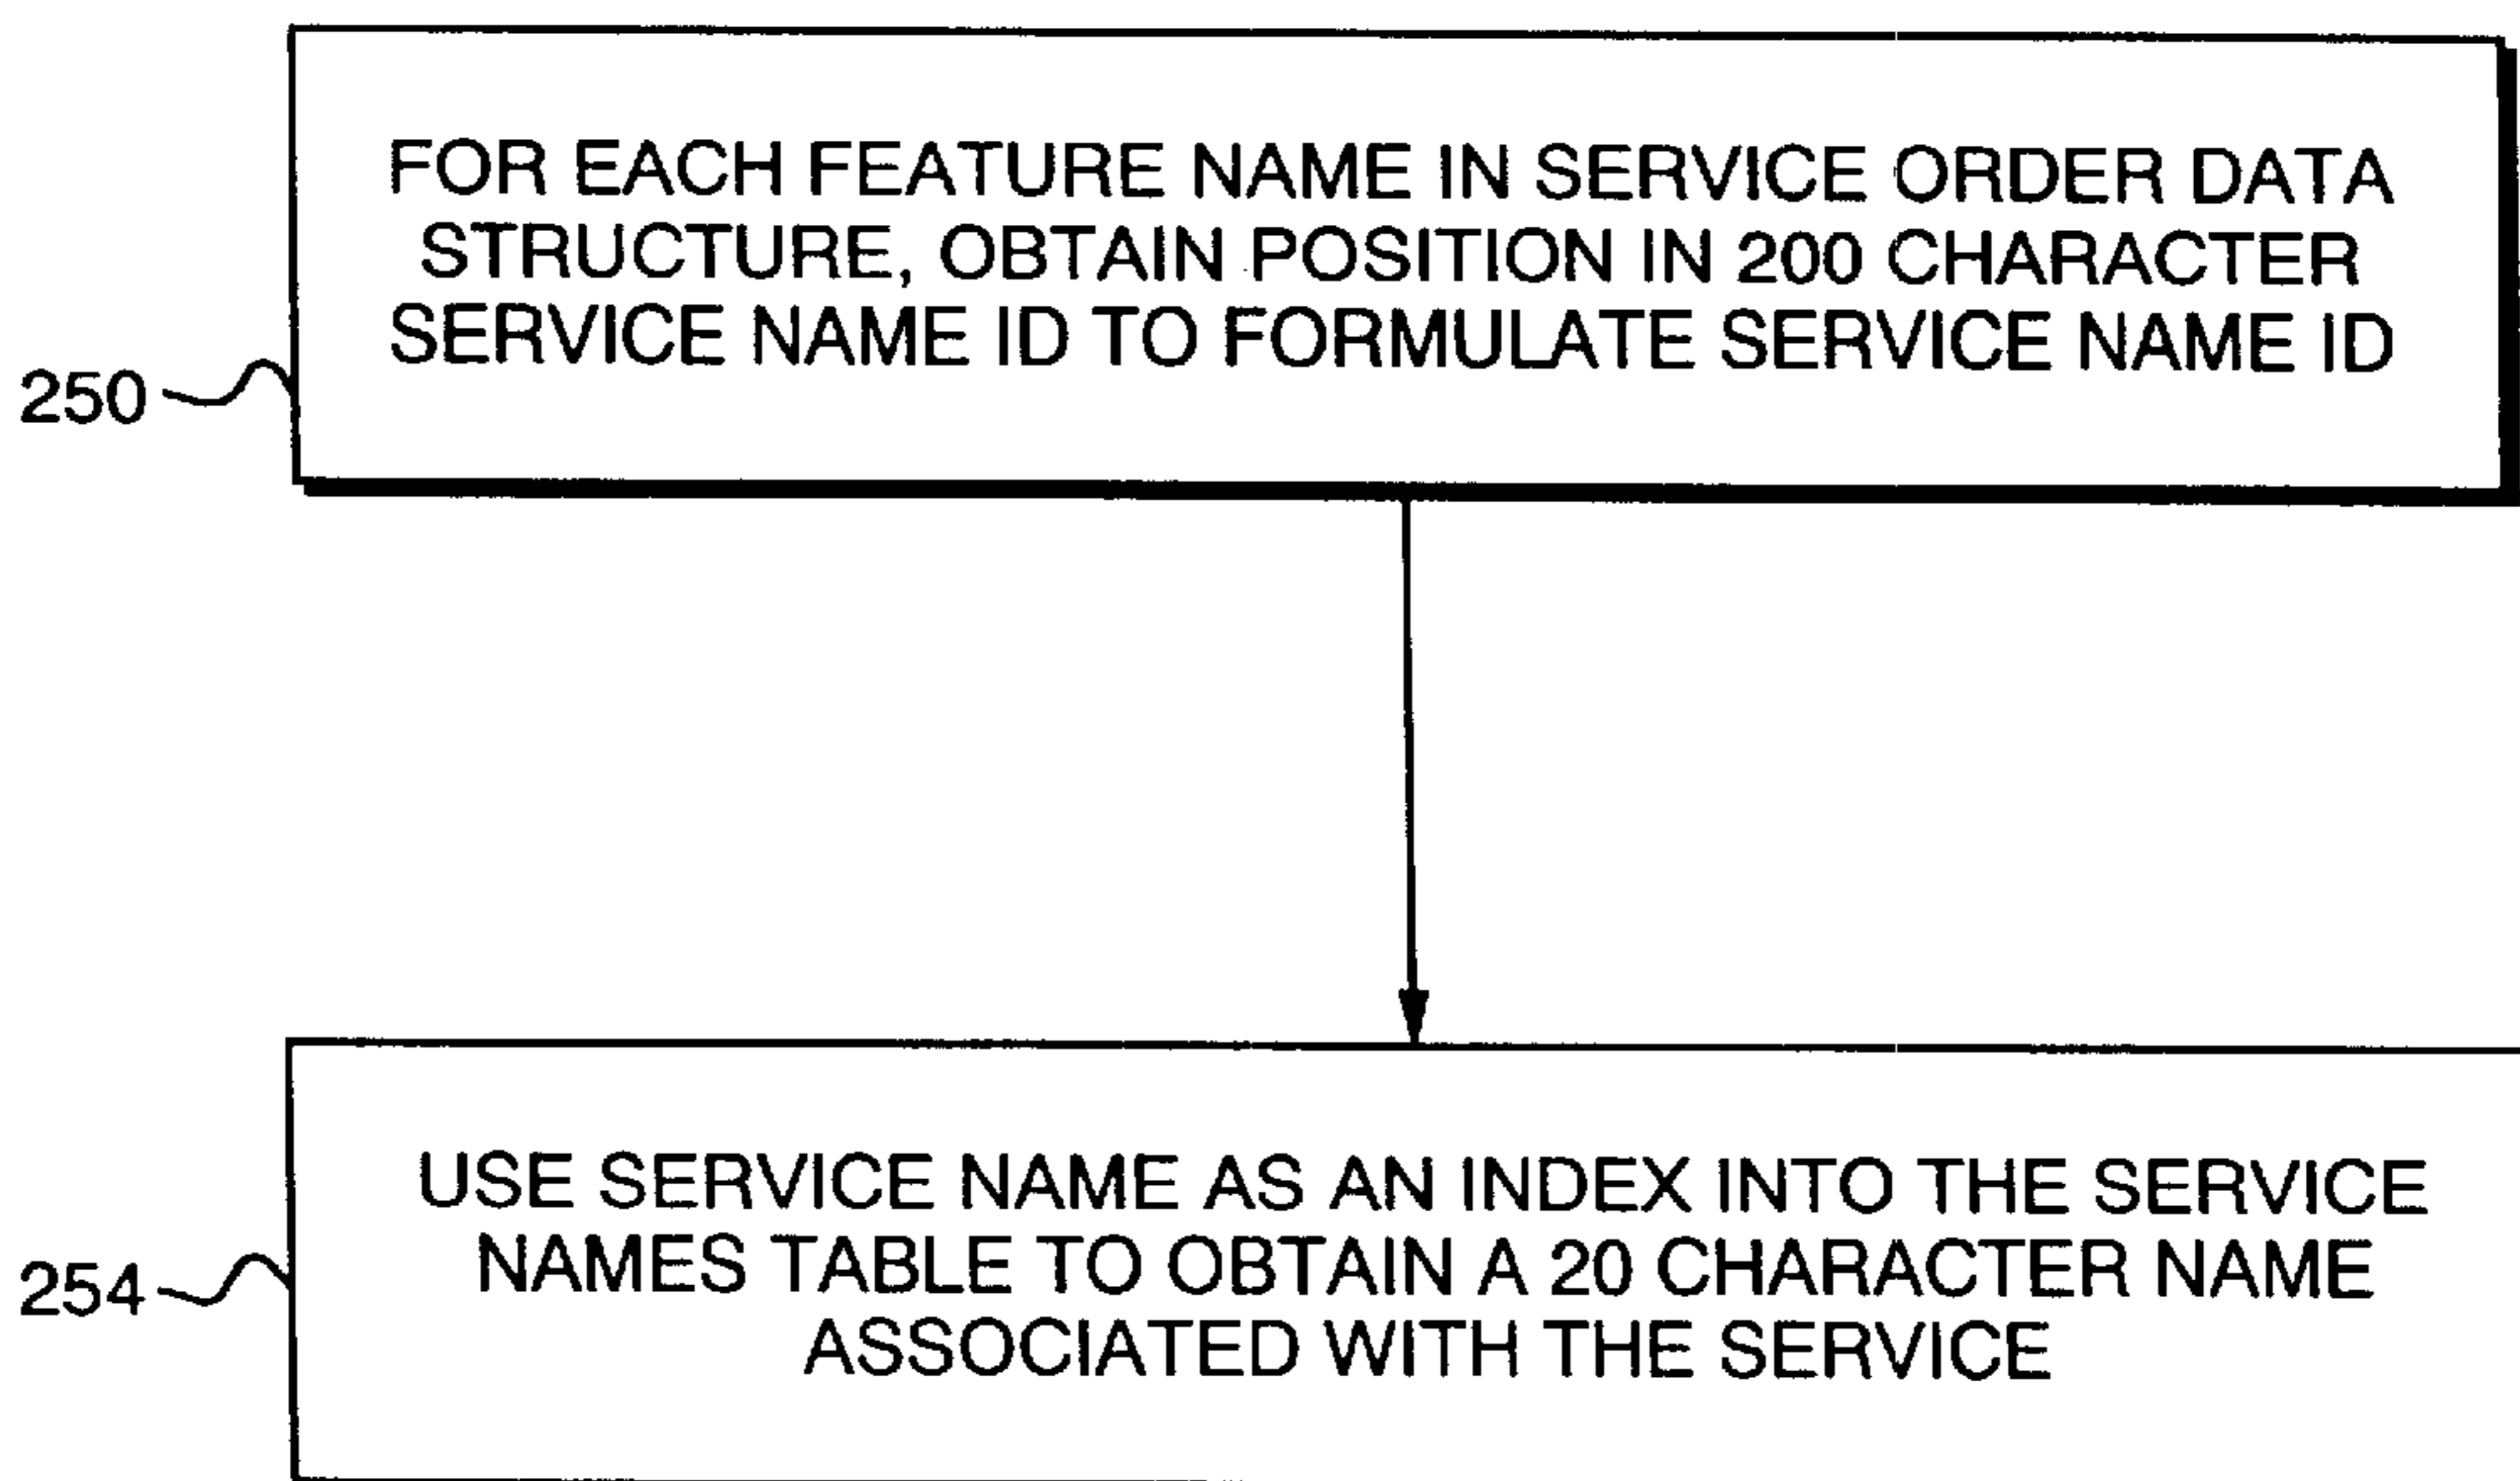 FOR EACH FEATURE NAME IN SERVICE ORDER DATA
STRUCTURE, OBTAIN POSITION IN 200 CHARACTER
SERVICE NAME ID TO FORMULATE SERVICE NAME ID
250
USE SERVICE NAME AS AN INDEX INTO THE SERVICE
NAMES TABLE TO OBTAIN A 20 CHARACTER NAME
254
ASSOCIATED WITH THE SERVICE